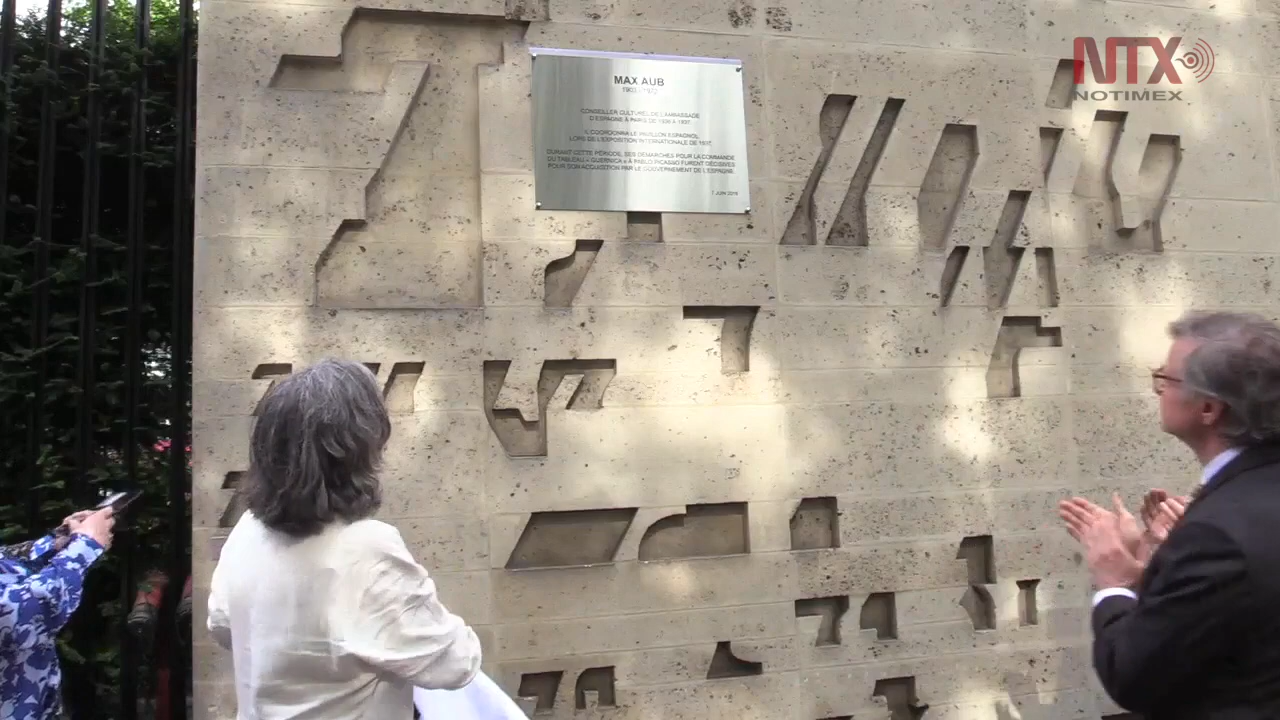 NTX
NOTIMEX
MAX AUB
1903 - 1972
CONSEILLER CULTUREL DE L'AMBASSADE
D'ESPAGNE À PARIS DE 1936 À 1937.
IL COORDONNA LE PAVILLON ESPAGNOL
LORS DE L'EXPOSITION INTERNATIONALE DE 1937.
DURANT CETTE PÉRIODE, SES DÉMARCHES POUR LA COMMANDE
DU TABLEAU « GUERNICA » À PABLO PICASSO FURENT DÉCISIVES
POUR SON ACQUISITION PAR LE GOUVERNEMENT DE L'ESPAGNE.
7 JUIN 2018